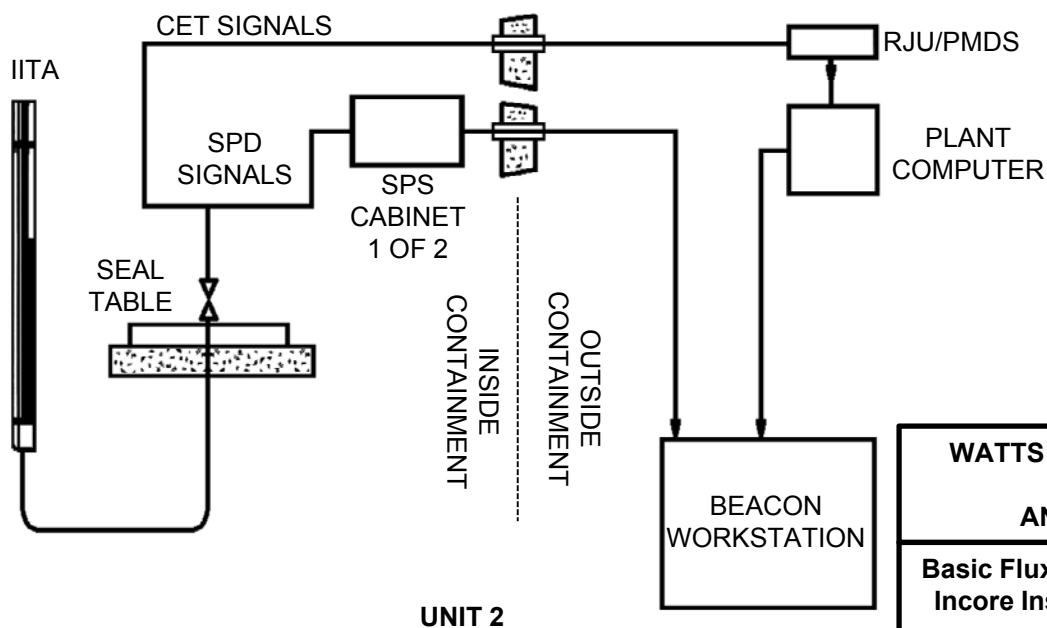 CET SIGNALS
RJU/PMDS
IITA
PLANT
COMPUTER
SPD
SIGNALS
SPS
CABINET
1 OF 2
SEAL
TABLE
INSIDE
CONTAINMENT
OUTSIDE
CONTAINMENT
BEACON
WORKSTATION
WATTS
AN
Basic Flux
Incore Ins
UNIT 2